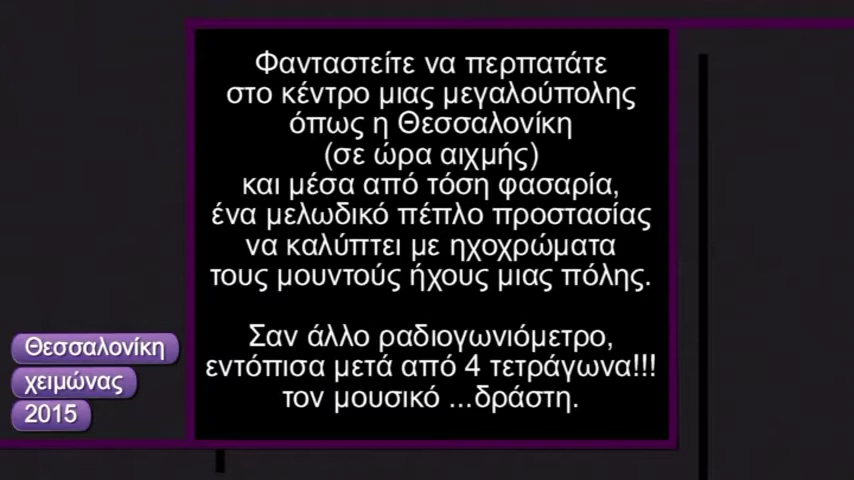 Φανταστείτε να περπατάτε
στο κέντρο μιας μεγαλούπολης
όπως η Θεσσαλονίκη
(σε ώρα αιχμής)
και μέσα από τόση φασαρία,
ένα μελωδικό πέπλο προστασίας
να καλύπτει με ηχοχρώματα
τους μουντούς ήχους μιας πόλης.
Σαν άλλο ραδιογωνιόμετρο,
εντόπισα μετά από 4 τετράγωνα!!!
τον μουσικό ...δράστη.
Θεσσαλονίκη
χειμώνας
2015